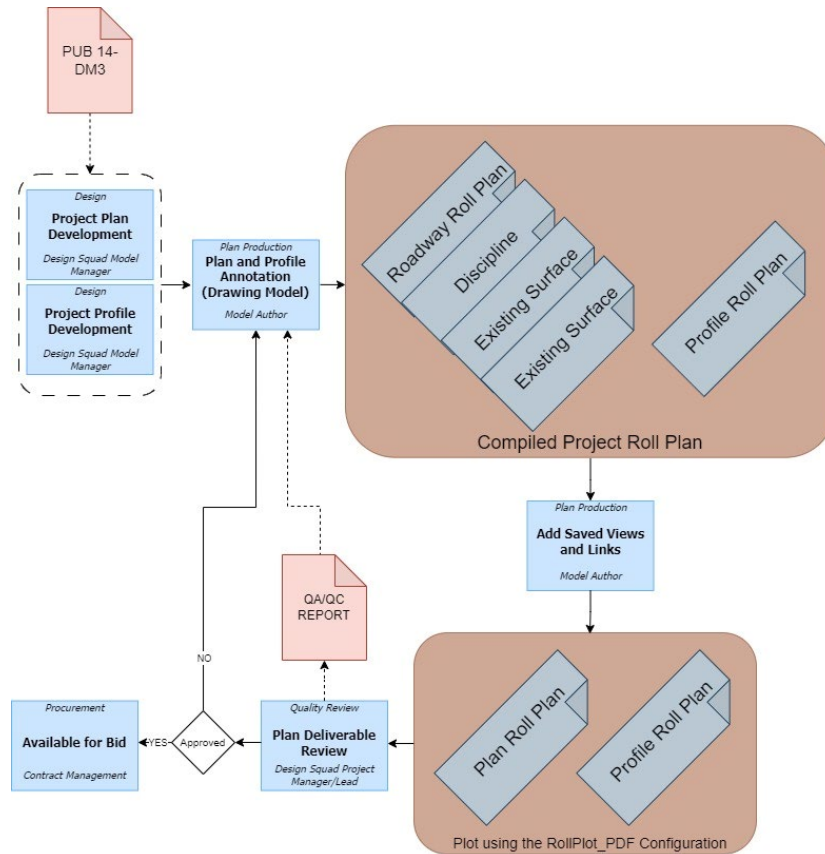 PUB 14-
DM3
Design
Project Plan
Development
Design Squad Model
Manager
Design
Project Profile
Development
Design Squad Model
Manager
Plan Production
Plan and Profile
Annotation
(Drawing Model)
Model Author
Roadway Roll Plan
Discipline
Existing Surface
Existing Surface
Profile Roll Plan
Compiled Project Roll Plan
Plan Production
Add Saved Views
and Links
Model Author
Plan Roll Plan
Profile Roll Plan
Plot using the RollPlot_PDF Configuration
QA/QC
REPORT
Quality Review
Plan Deliverable
Review
Design Squad Project
Manager/Lead
Approved
NO
YES
Procurement
Available for Bid
Contract Management